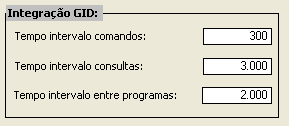 Integração GID:
Tempo intervalo comandos: 300
Tempo intervalo consultas: 3.000
Tempo intervalo entre programas: 2.000